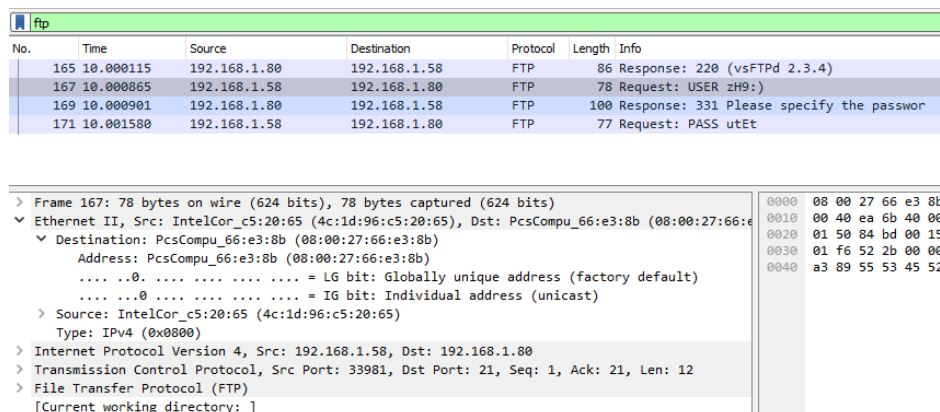 ftp
No. Time Source Destination Protocol Length Info
165 10.000115 192.168.1.80 192.168.1.58 FTP 86 Response: 220 (vsFTPd 2.3.4)
167 10.000865 192.168.1.58 192.168.1.80 FTP 78 Request: USER zH9:)
169 10.000901 192.168.1.80 192.168.1.58 FTP 100 Response: 331 Please specify the passwor
171 10.001580 192.168.1.58 192.168.1.80 FTP 77 Request: PASS utEt
> Frame 167: 78 bytes on wire (624 bits), 78 bytes captured (624 bits)
Ethernet II, Src: IntelCor_c5:20:65 (4c:1d:96:c5:20:65), Dst: PcsCompu_66:e3:8b (08:00:27:66:e
Destination: PcsCompu_66:e3:8b (08:00:27:66:e3:8b)
Address: PcsCompu_66:e3:8b (08:00:27:66:e3:8b)
.... ..0. .... .... .... .... = LG bit: Globally unique address (factory default)
.... ...0 .... .... .... .... = IG bit: Individual address (unicast)
> Source: IntelCor_c5:20:65 (4c:1d:96:c5:20:65)
Type: IPv4 (0x0800)
> Internet Protocol Version 4, Src: 192.168.1.58, Dst: 192.168.1.80
> Transmission Control Protocol, Src Port: 33981, Dst Port: 21, Seq: 1, Ack: 21, Len: 12
> File Transfer Protocol (FTP)
[Current working directory: ]
0000 08 00 27 66 e3 8b
0010 00 40 ea 6b 40 00
0020 01 50 84 bd 00 15
0030 01 f6 52 2b 00 00
0040 a3 89 55 53 45 52